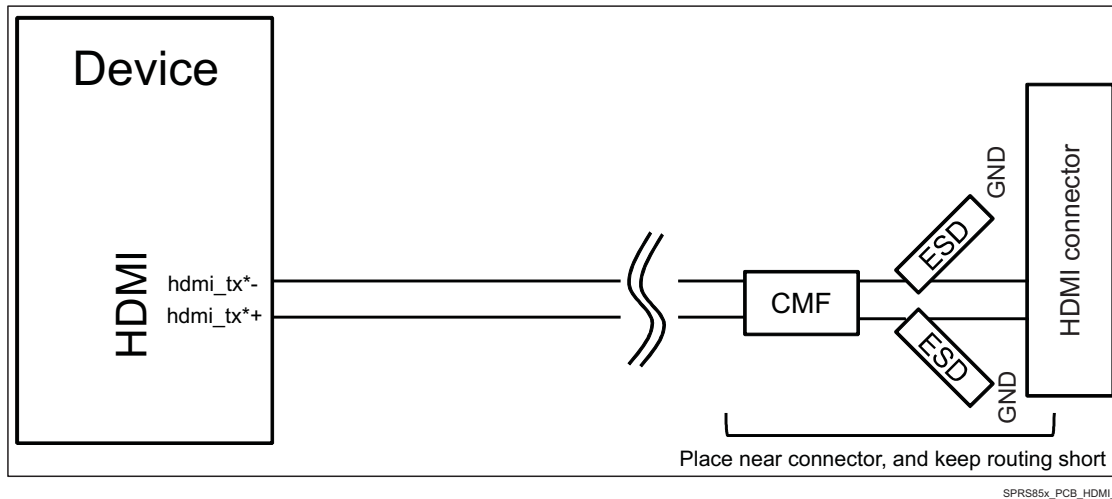 Device
HDMI
hdmi_tx*-
hdmi_tx*+
CMF
ESD
GND
ESD
GND
HDMI connector
Place near connector, and keep routing short
SPRS85x_PCB_HDMI_